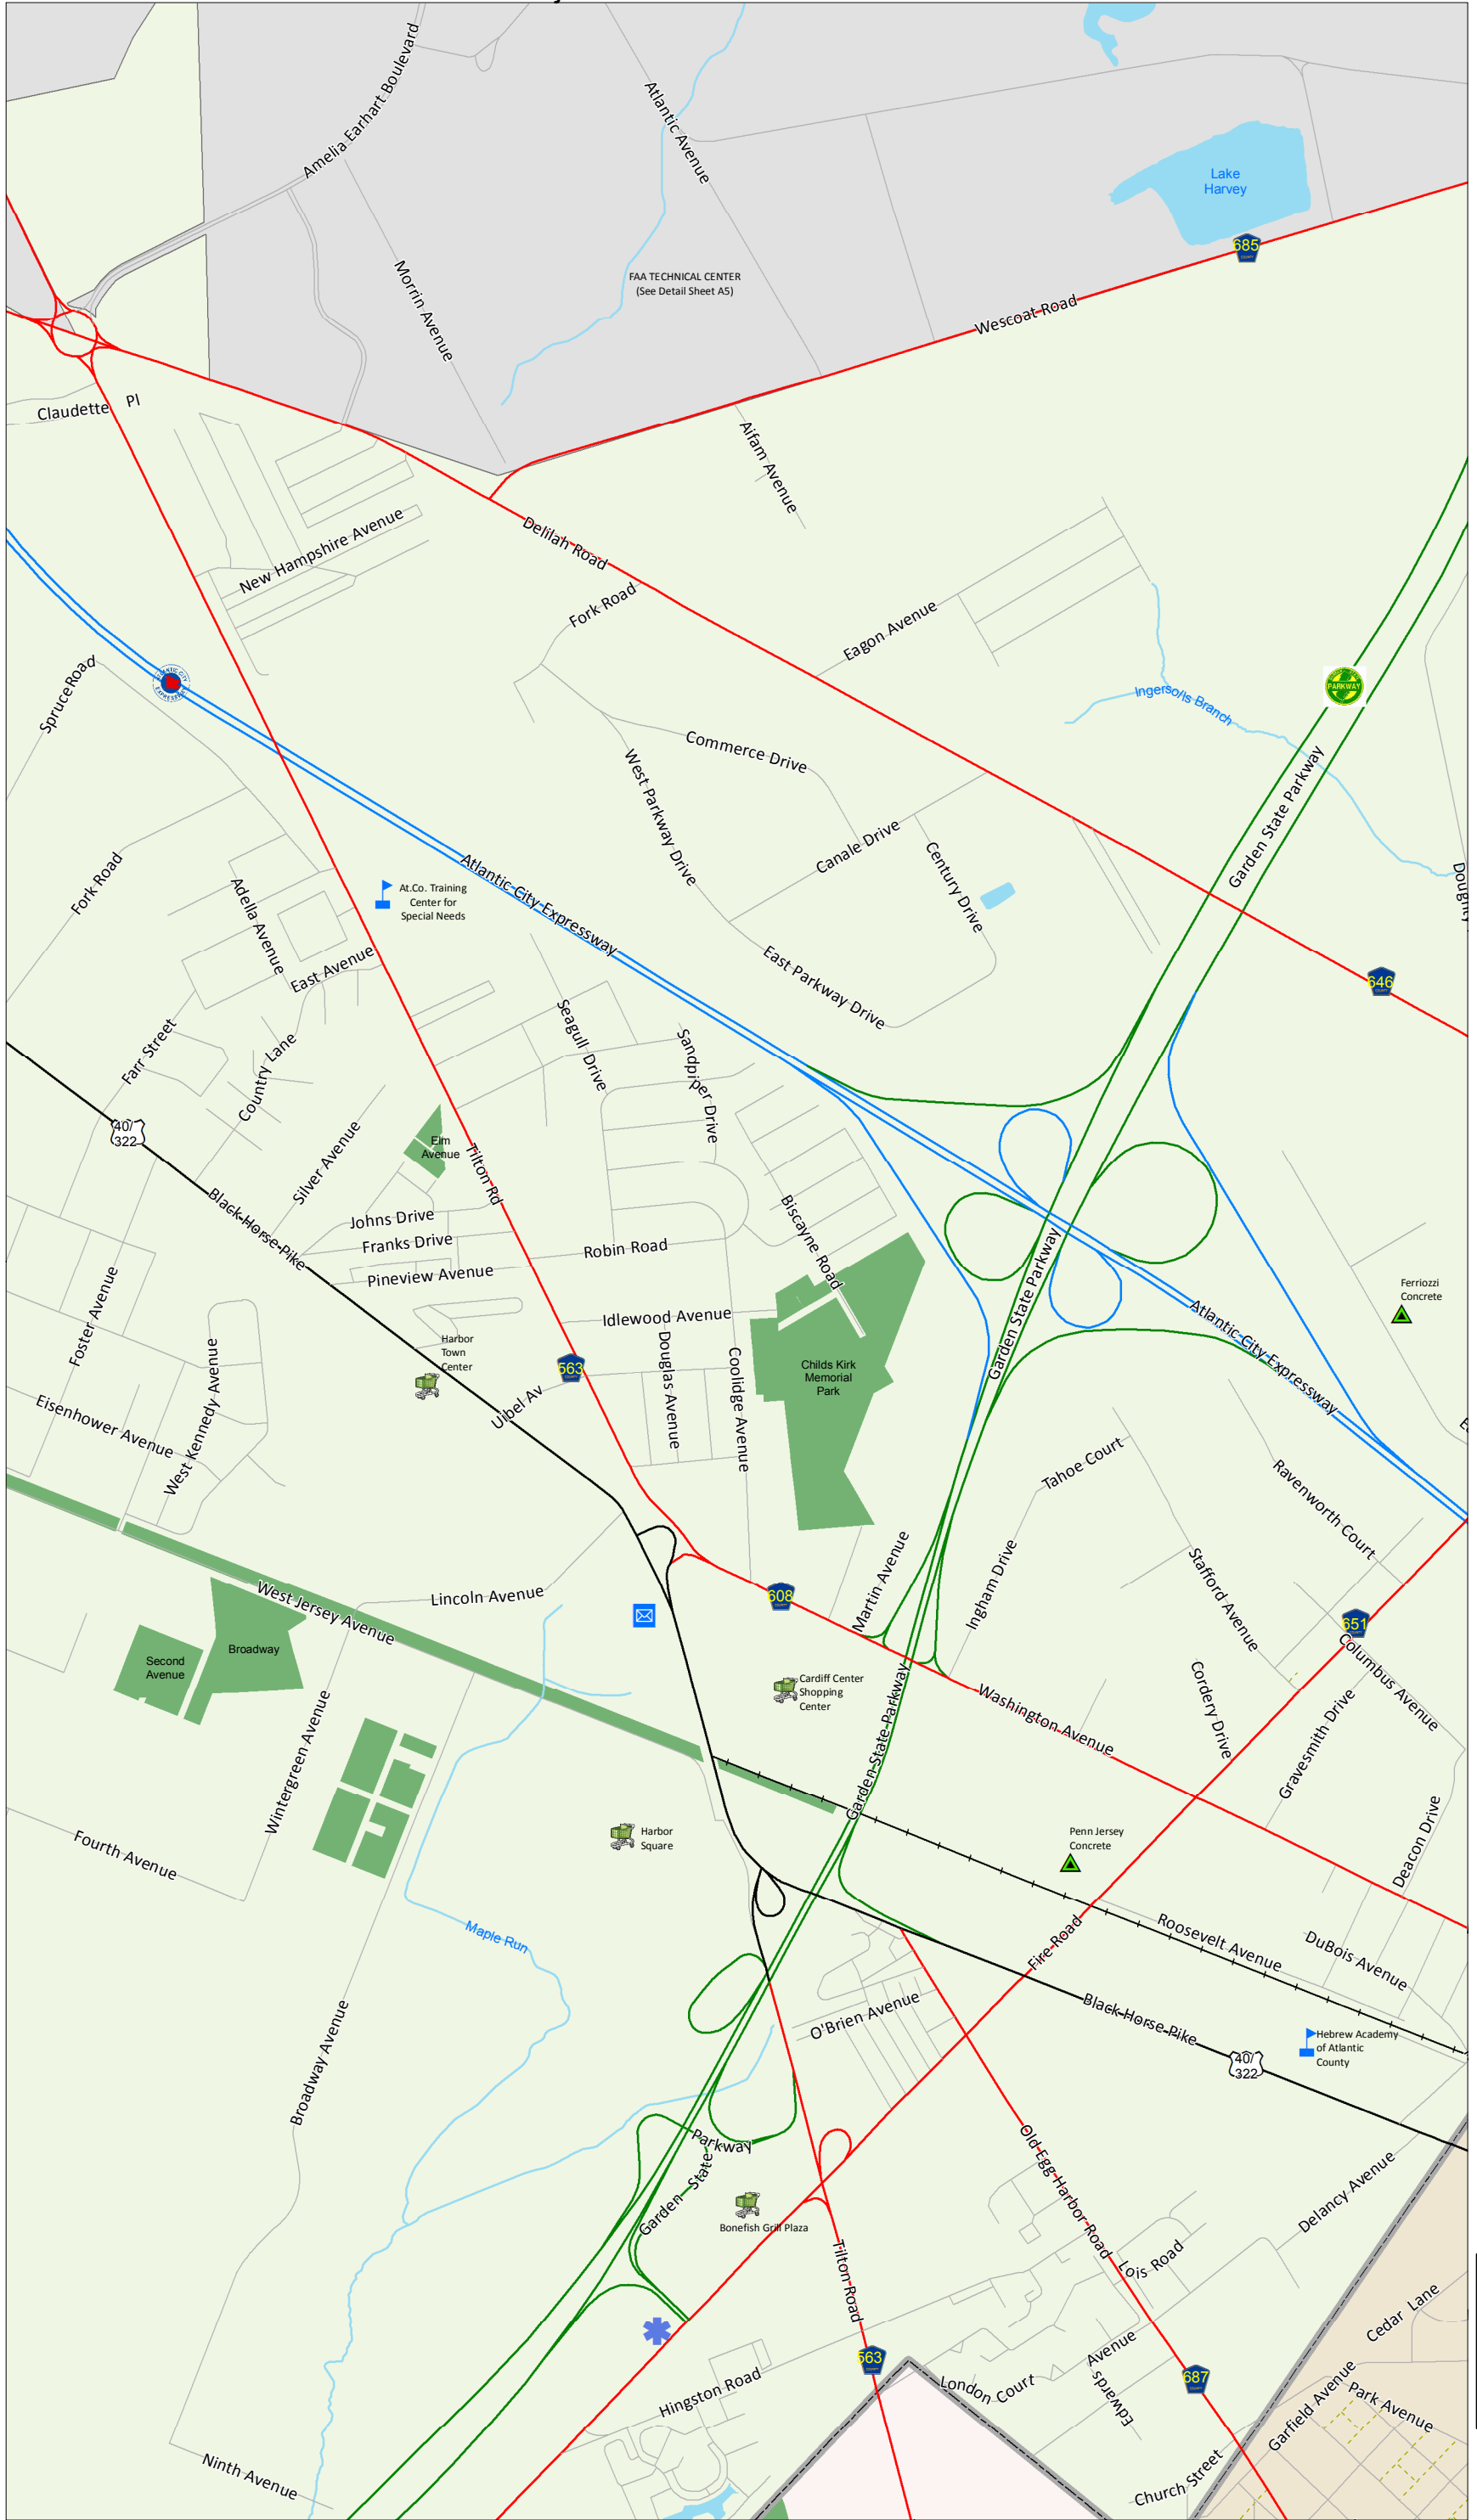 Amelia Earhart Boulevard
Atlantic Avenue
Lake
Harvey
685
COUNTY
FAA TECHNICAL CENTER
(See Detail Sheet A5)
Morrin Avenue
Wescoat Road
Claudette Pl
Aifam Avenue
New Hampshire Avenue
Delilah Road
Fork Road
Eagon Avenue
Spruce Road
ATLANTIC CITY
EXPRESSWAY
PARKWAY
Ingersols Branch
Commerce Drive
West Parkway Drive
Garden State Parkway
Canale Drive
Century Drive
Fork Road
Adella Avenue
At.Co. Training
Center for
Special Needs
Atlantic City Expressway
East Avenue
East Parkway Drive
646
Seagull Drive
Sandpiper Drive
Farr Street
Country Lane
40/
322
Silver Avenue
Elm
Avenue
Tilton Rd
Black Horse Pike
Johns Drive
Franks Drive
Robin Road
Biscayne Road
Pineview Avenue
Garden State Parkway
Foster Avenue
Idlewood Avenue
Ferriozzi
Concrete
Atlantic City Expressway
Harbor
Town
Center
563
Douglas Avenue
Coolidge Avenue
Childs Kirk
Memorial
Park
West Kennedy Avenue
Eisenhower Avenue
Uibel Av
Tahoe Court
Ravenworth Court
Martin Avenue
Ingham Drive
Stafford Avenue
West Jersey Avenue
Lincoln Avenue
608
651
Columbus Avenue
Second
Avenue
Broadway
Cardiff Center
Shopping
Center
Garden State Parkway
Washington Avenue
Cordery Drive
Gravesmith Drive
Wintergreen Avenue
Fourth Avenue
Harbor
Square
Penn Jersey
Concrete
Deacon Drive
Maple Run
Fire Road
Roosevelt Avenue
DuBois Avenue
O'Brien Avenue
Black Horse Pike
40/
322
Hebrew Academy
of Atlantic
County
Broadway Avenue
Garden State Parkway
Old Egg Harbor Road
Delancy Avenue
Bonefish Grill Plaza
Tilton Road
Lois Road
Cedar Lane
563
687
Hingston Road
London Court
Edwards Avenue
Garfield Avenue
Park Avenue
Ninth Avenue
Church Street